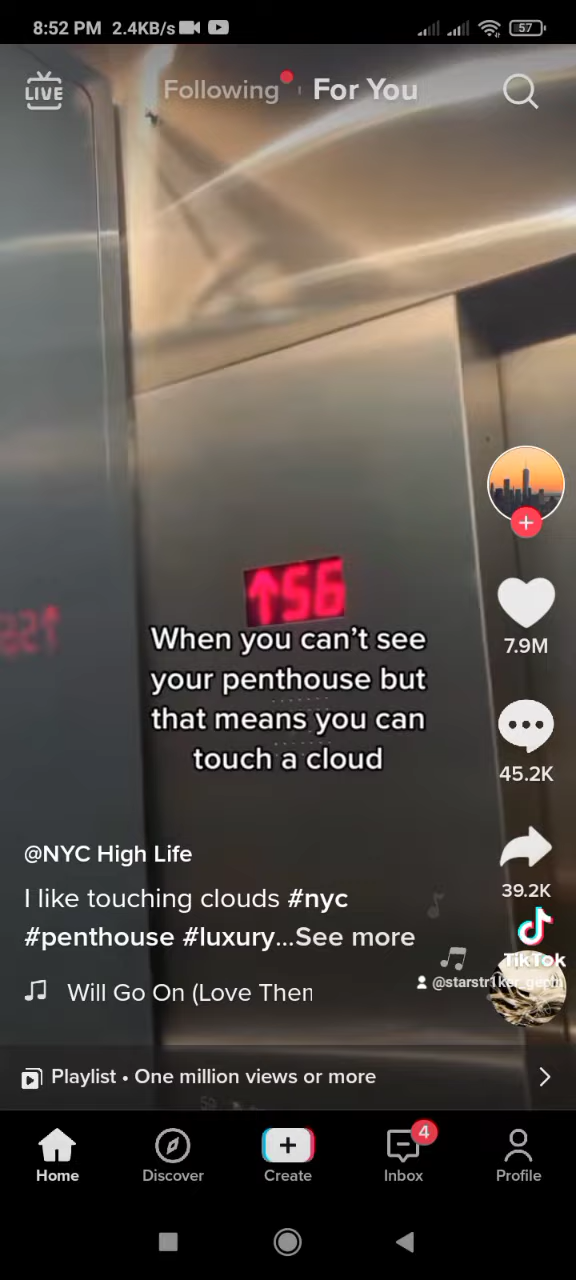 8:52 PM 2.4KB/s 57
LIVE Following For You
↑56
When you can't see
your penthouse but
that means you can
touch a cloud
7.9M
45.2K
39.2K
@NYC High Life
I like touching clouds #nyc
#penthouse #luxury...See more
TikTok
Will Go On (Love Then
Playlist • One million views or more
4
Home Discover Create Inbox Profile